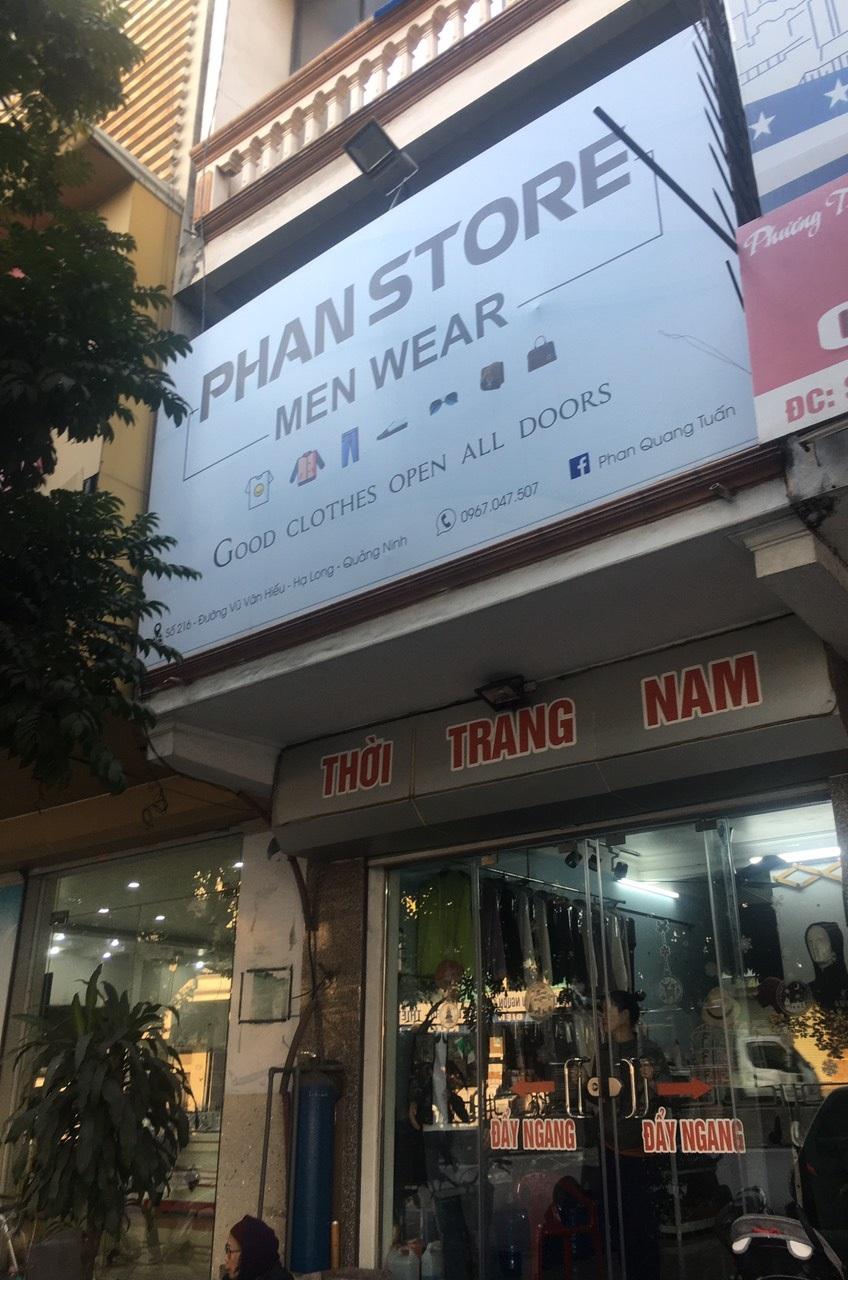 PHAN STORE
MEN WEAR
GOOD CLOTHES OPEN ALL DOORS
Số 216 - Đường Vũ Văn Hiếu - Hạ Long - Quảng Ninh
0967.047.507
Phan Quang Tuấn
Phương
ĐC:
THỜI TRANG NAM
ĐẨY NGANG
ĐẨY NGANG